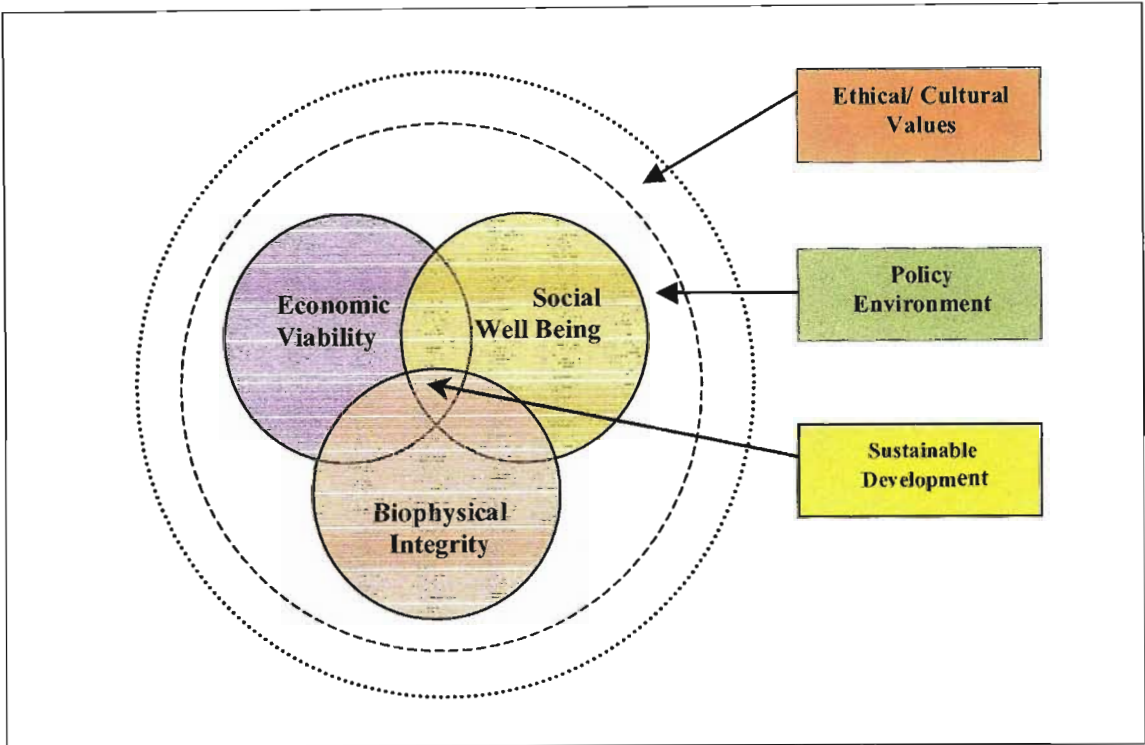 Ethical/ Cultural
Values
Economic
Viability
Social
Well Being
Policy
Environment
Biophysical
Integrity
Sustainable
Development